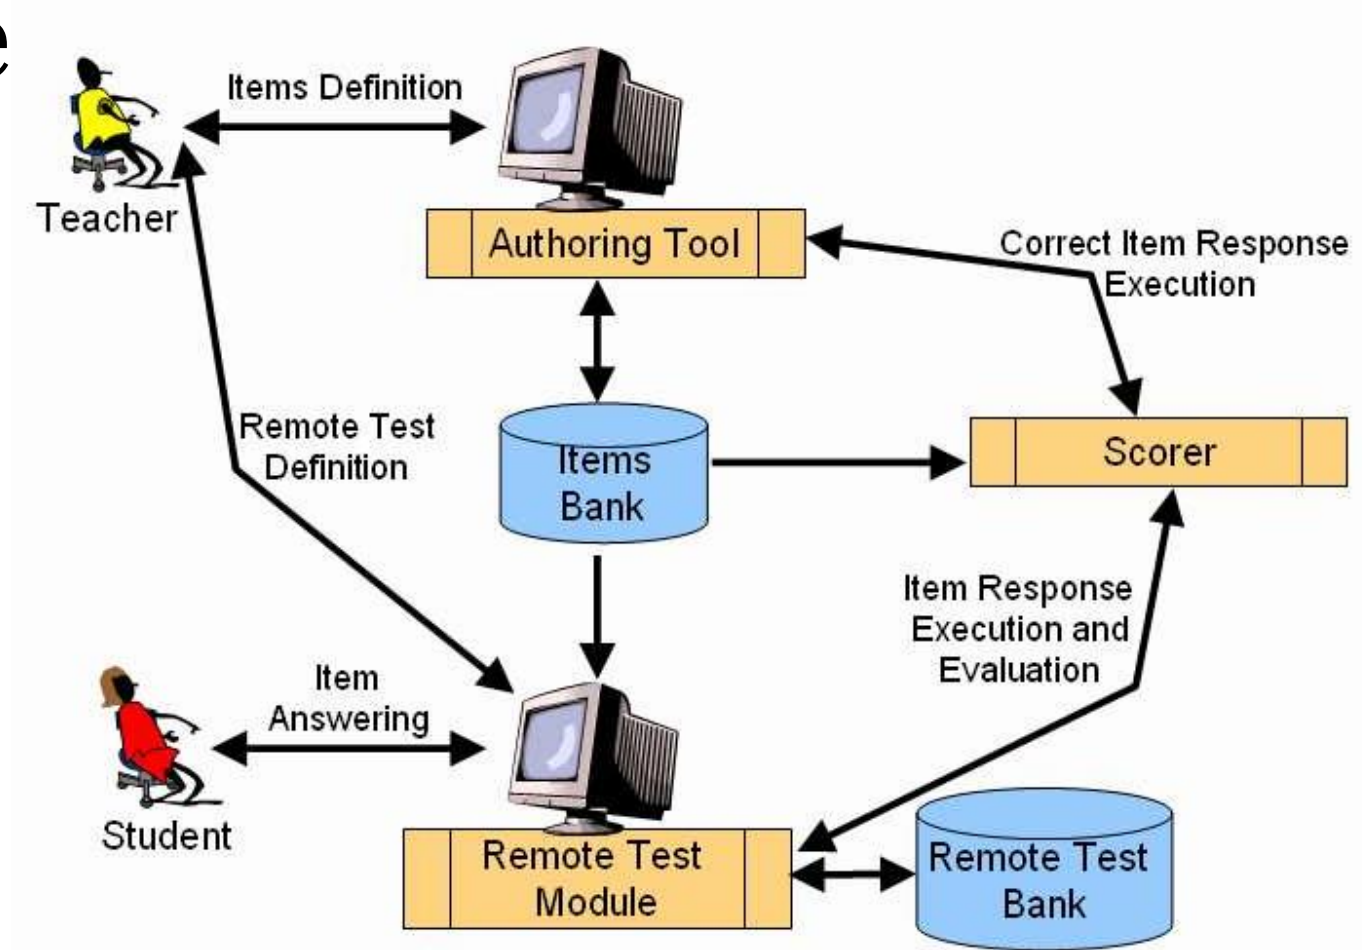 e
Items Definition
Teacher
Authoring Tool
Correct Item Response
Execution
Remote Test
Definition
Items
Bank
Scorer
Item Response
Execution and
Evaluation
Item
Answering
Student
Remote Test
Module
Remote Test
Bank